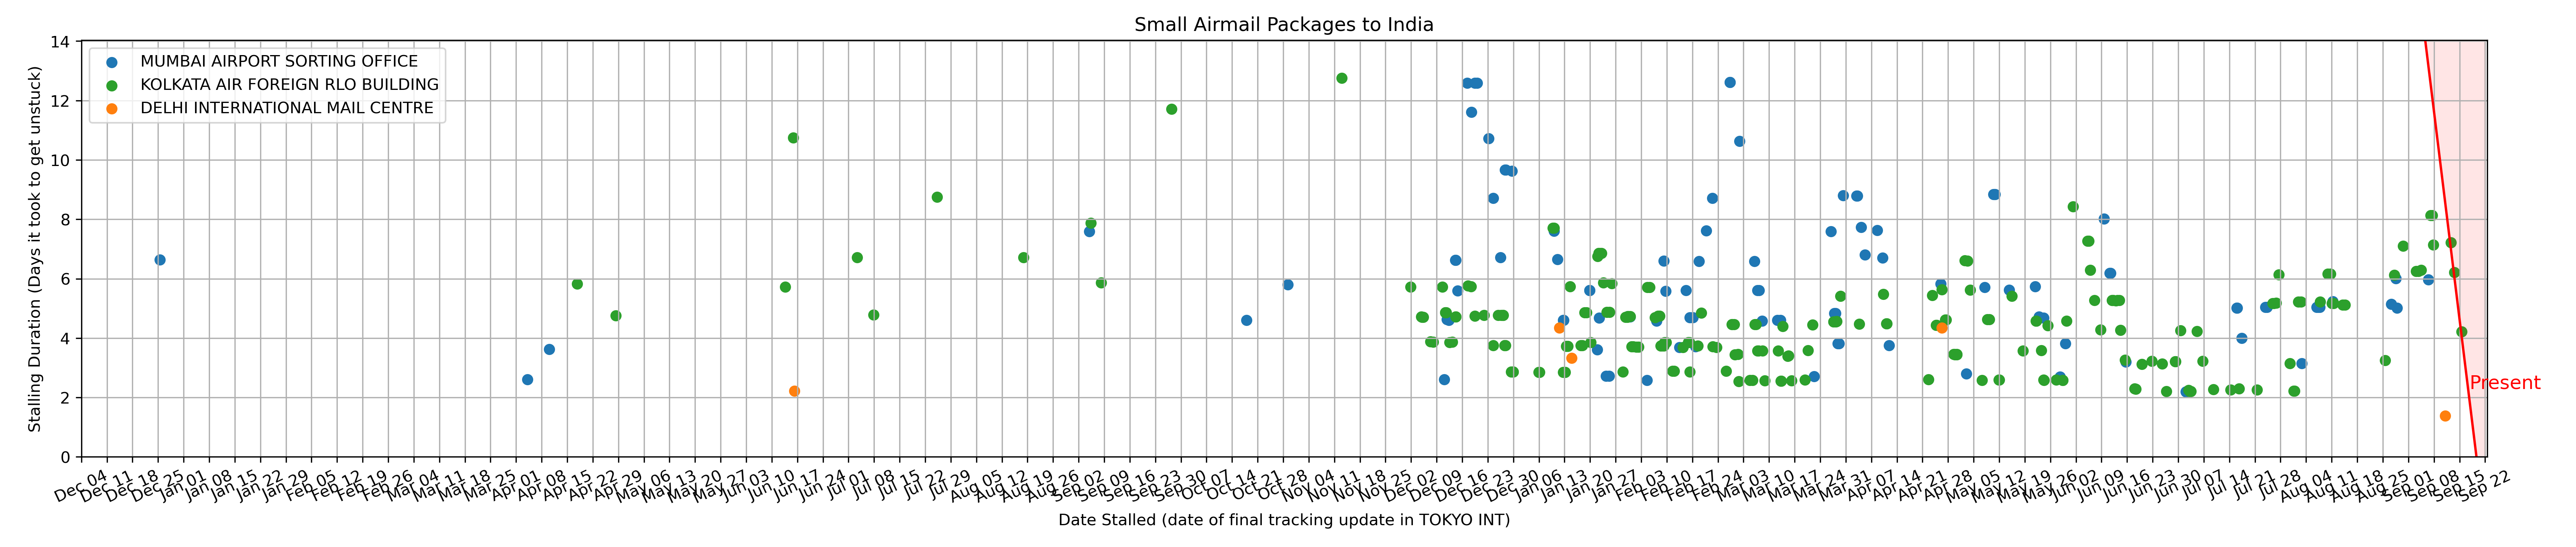 Small Airmail Packages to India
MUMBAI AIRPORT SORTING OFFICE
KOLKATA AIR FOREIGN RLO BUILDING
DELHI INTERNATIONAL MAIL CENTRE
Stalling Duration (Days it took to get unstuck)
14
12
10
8
6
4
2
0
Present
Dec 04
Dec 11
Dec 18
Dec 25
Jan 01
Jan 08
Jan 15
Jan 22
Jan 29
Feb 05
Feb 12
Feb 19
Feb 26
Mar 04
Mar 11
Mar 18
Mar 25
Apr 01
Apr 08
Apr 15
Apr 22
Apr 29
May 06
May 13
May 20
May 27
Jun 03
Jun 10
Jun 17
Jun 24
Jul 01
Jul 08
Jul 15
Jul 22
Jul 29
Aug 05
Aug 12
Aug 19
Aug 26
Sep 02
Sep 09
Sep 16
Sep 23
Sep 30
Oct 07
Oct 14
Oct 21
Oct 28
Nov 04
Nov 11
Nov 18
Nov 25
Dec 02
Dec 09
Dec 16
Dec 23
Dec 30
Jan 06
Jan 13
Jan 20
Jan 27
Feb 03
Feb 10
Feb 17
Feb 24
Mar 03
Mar 10
Mar 17
Mar 24
Mar 31
Apr 07
Apr 14
Apr 21
Apr 28
May 05
May 12
May 19
May 26
Jun 02
Jun 09
Jun 16
Jun 23
Jun 30
Jul 07
Jul 14
Jul 21
Jul 28
Aug 04
Aug 11
Aug 18
Aug 25
Sep 01
Sep 08
Sep 15
Sep 22
Date Stalled (date of final tracking update in TOKYO INT)